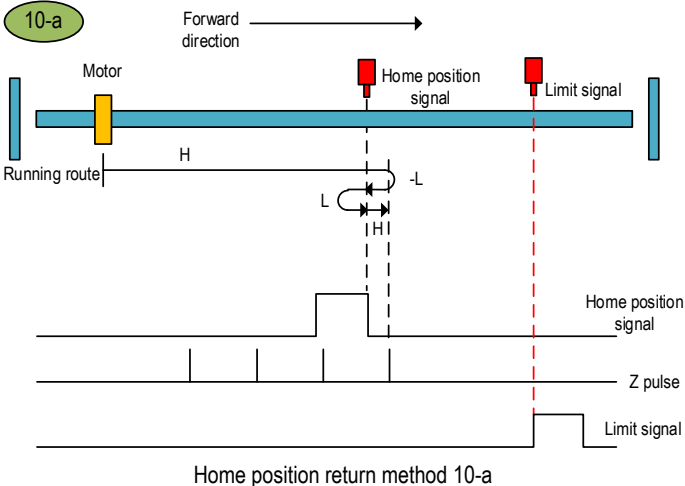 10-a
Forward
direction
Motor
Home position
signal
Limit signal
Running route
H
-L
L
H
Home position
signal
Z pulse
Limit signal
Home position return method 10-a